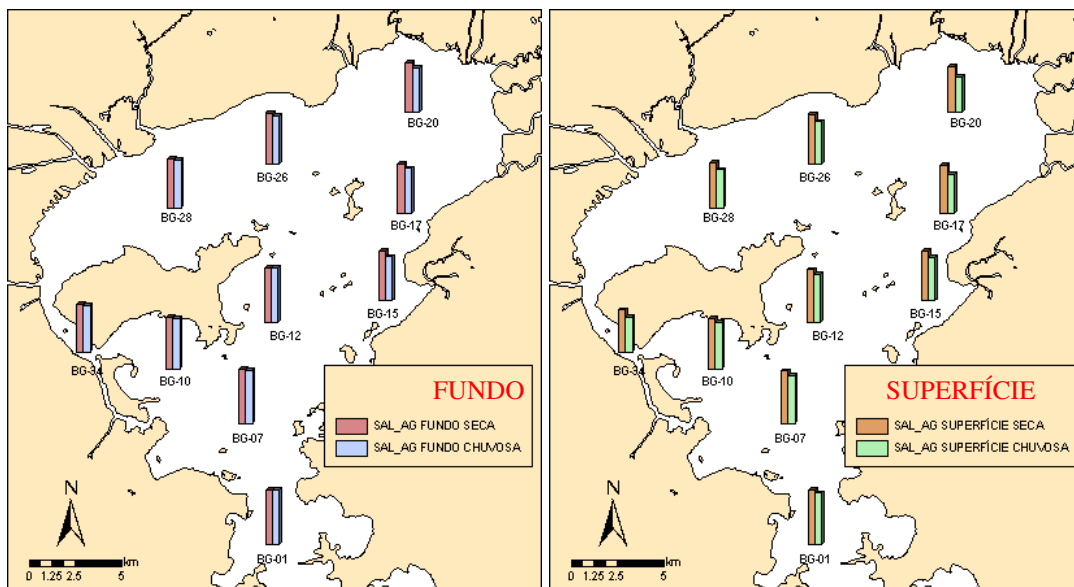 BG-20
BG-26
BG-28
BG-17
BG-15
BG-12
BG-34
BG-10
BG-07
BG-01
FUNDO
SAL_AG FUNDO SECA
SAL_AG FUNDO CHUVOSA
N
km
0 1.25 2.5 5
BG-20
BG-26
BG-28
BG-17
BG-15
BG-12
BG-34
BG-10
BG-07
BG-01
SUPERFÍCIE
SAL_AG SUPERFÍCIE SECA
SAL_AG SUPERFÍCIE CHUVOSA
N
km
0 1.25 2.5 5